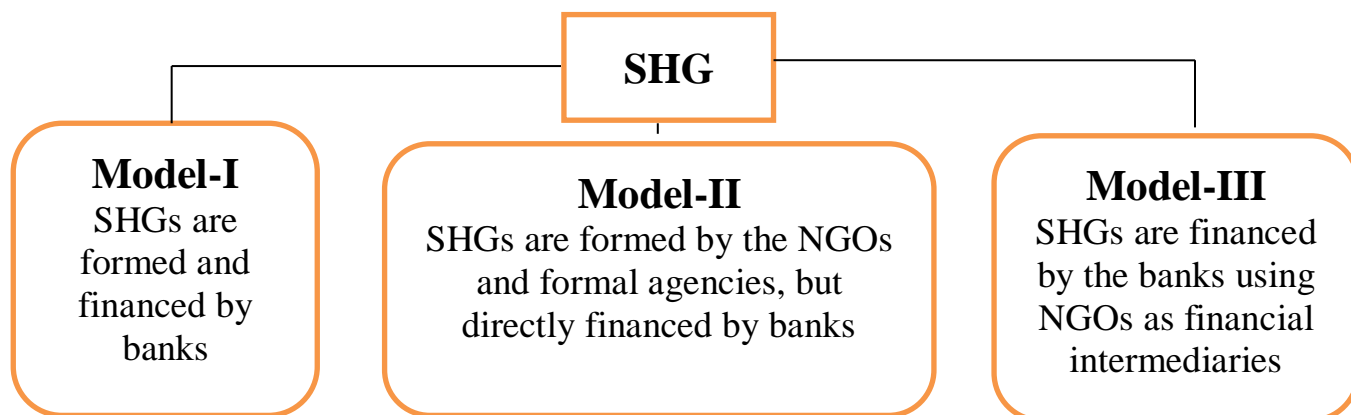 SHG
Model-I
SHGs are
formed and
financed by
banks
Model-II
SHGs are formed by the NGOs
and formal agencies, but
directly financed by banks
Model-III
SHGs are financed
by the banks using
NGOs as financial
intermediaries